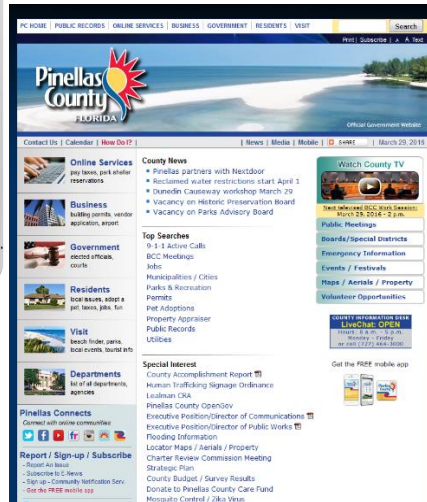 PC HOME | PUBLIC RECORDS | ONLINE SERVICES | BUSINESS | GOVERNMENT | RESIDENTS | VISIT
Search
Print | Subscribe | A A Text
Pinellas
County
FLORIDA
Official Government Website
Contact Us | Calendar | How Do I? |
| News | Media | Mobile | SHARE | March 29, 2016
Online Services
pay taxes, park shelter
reservations
Business
building permits, vendor
application, airport
Government
elected officials,
courts
Residents
local issues, adopt a
pet, taxes, jobs, fun
Visit
beach finder, parks,
local events, tourist info
Departments
list of all departments,
agencies
Pinellas Connects
Connect with online communities
Report / Sign-up / Subscribe
- Report An Issue
- Subscribe to E-News
- Sign up - Community Notification Serv.
- Get the FREE mobile app
County News
Pinellas partners with Nextdoor
Reclaimed water restrictions start April 1
Dunedin Causeway workshop March 29
Vacancy on Historic Preservation Board
Vacancy on Parks Advisory Board
Top Searches
9-1-1 Active Calls
BCC Meetings
Jobs
Municipalities / Cities
Parks & Recreation
Permits
Pet Adoptions
Property Appraiser
Public Records
Utilities
Special Interest
County Accomplishment Report
Human Trafficking Signage Ordinance
Lealman CRA
Pinellas County OpenGov
Executive Position/Director of Communications
Executive Position/Director of Public Works
Flooding Information
Locator Maps / Aerials / Property
Charter Review Commission Meeting
Strategic Plan
County Budget / Survey Results
Donate to Pinellas County Care Fund
Mosquito Control / Zika Virus
Watch County TV
Next televised BCC Work Session:
March 29, 2016 - 2 p.m.
Public Meetings
Boards/Special Districts
Emergency Information
Events / Festivals
Maps / Aerials / Property
Volunteer Opportunities
COUNTY INFORMATION DESK
LiveChat: OPEN
Hours: 8 a.m. - 5 p.m.
Monday - Friday
or call (727) 464-3000
Get the FREE mobile app